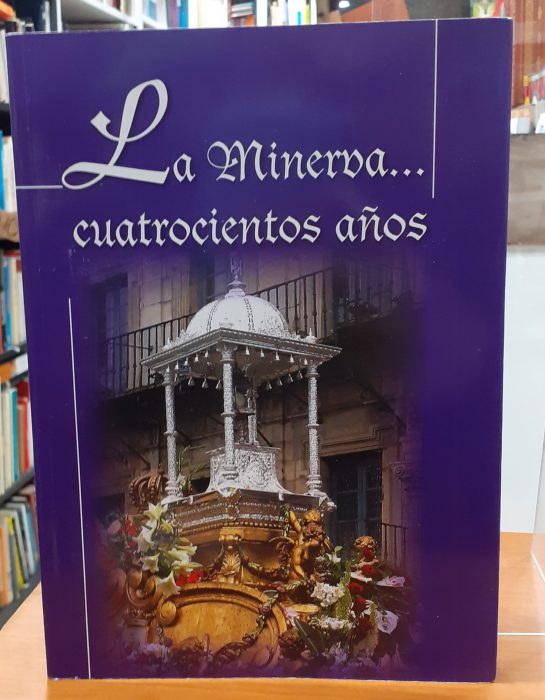 La Minerva...
cuatrocientos años